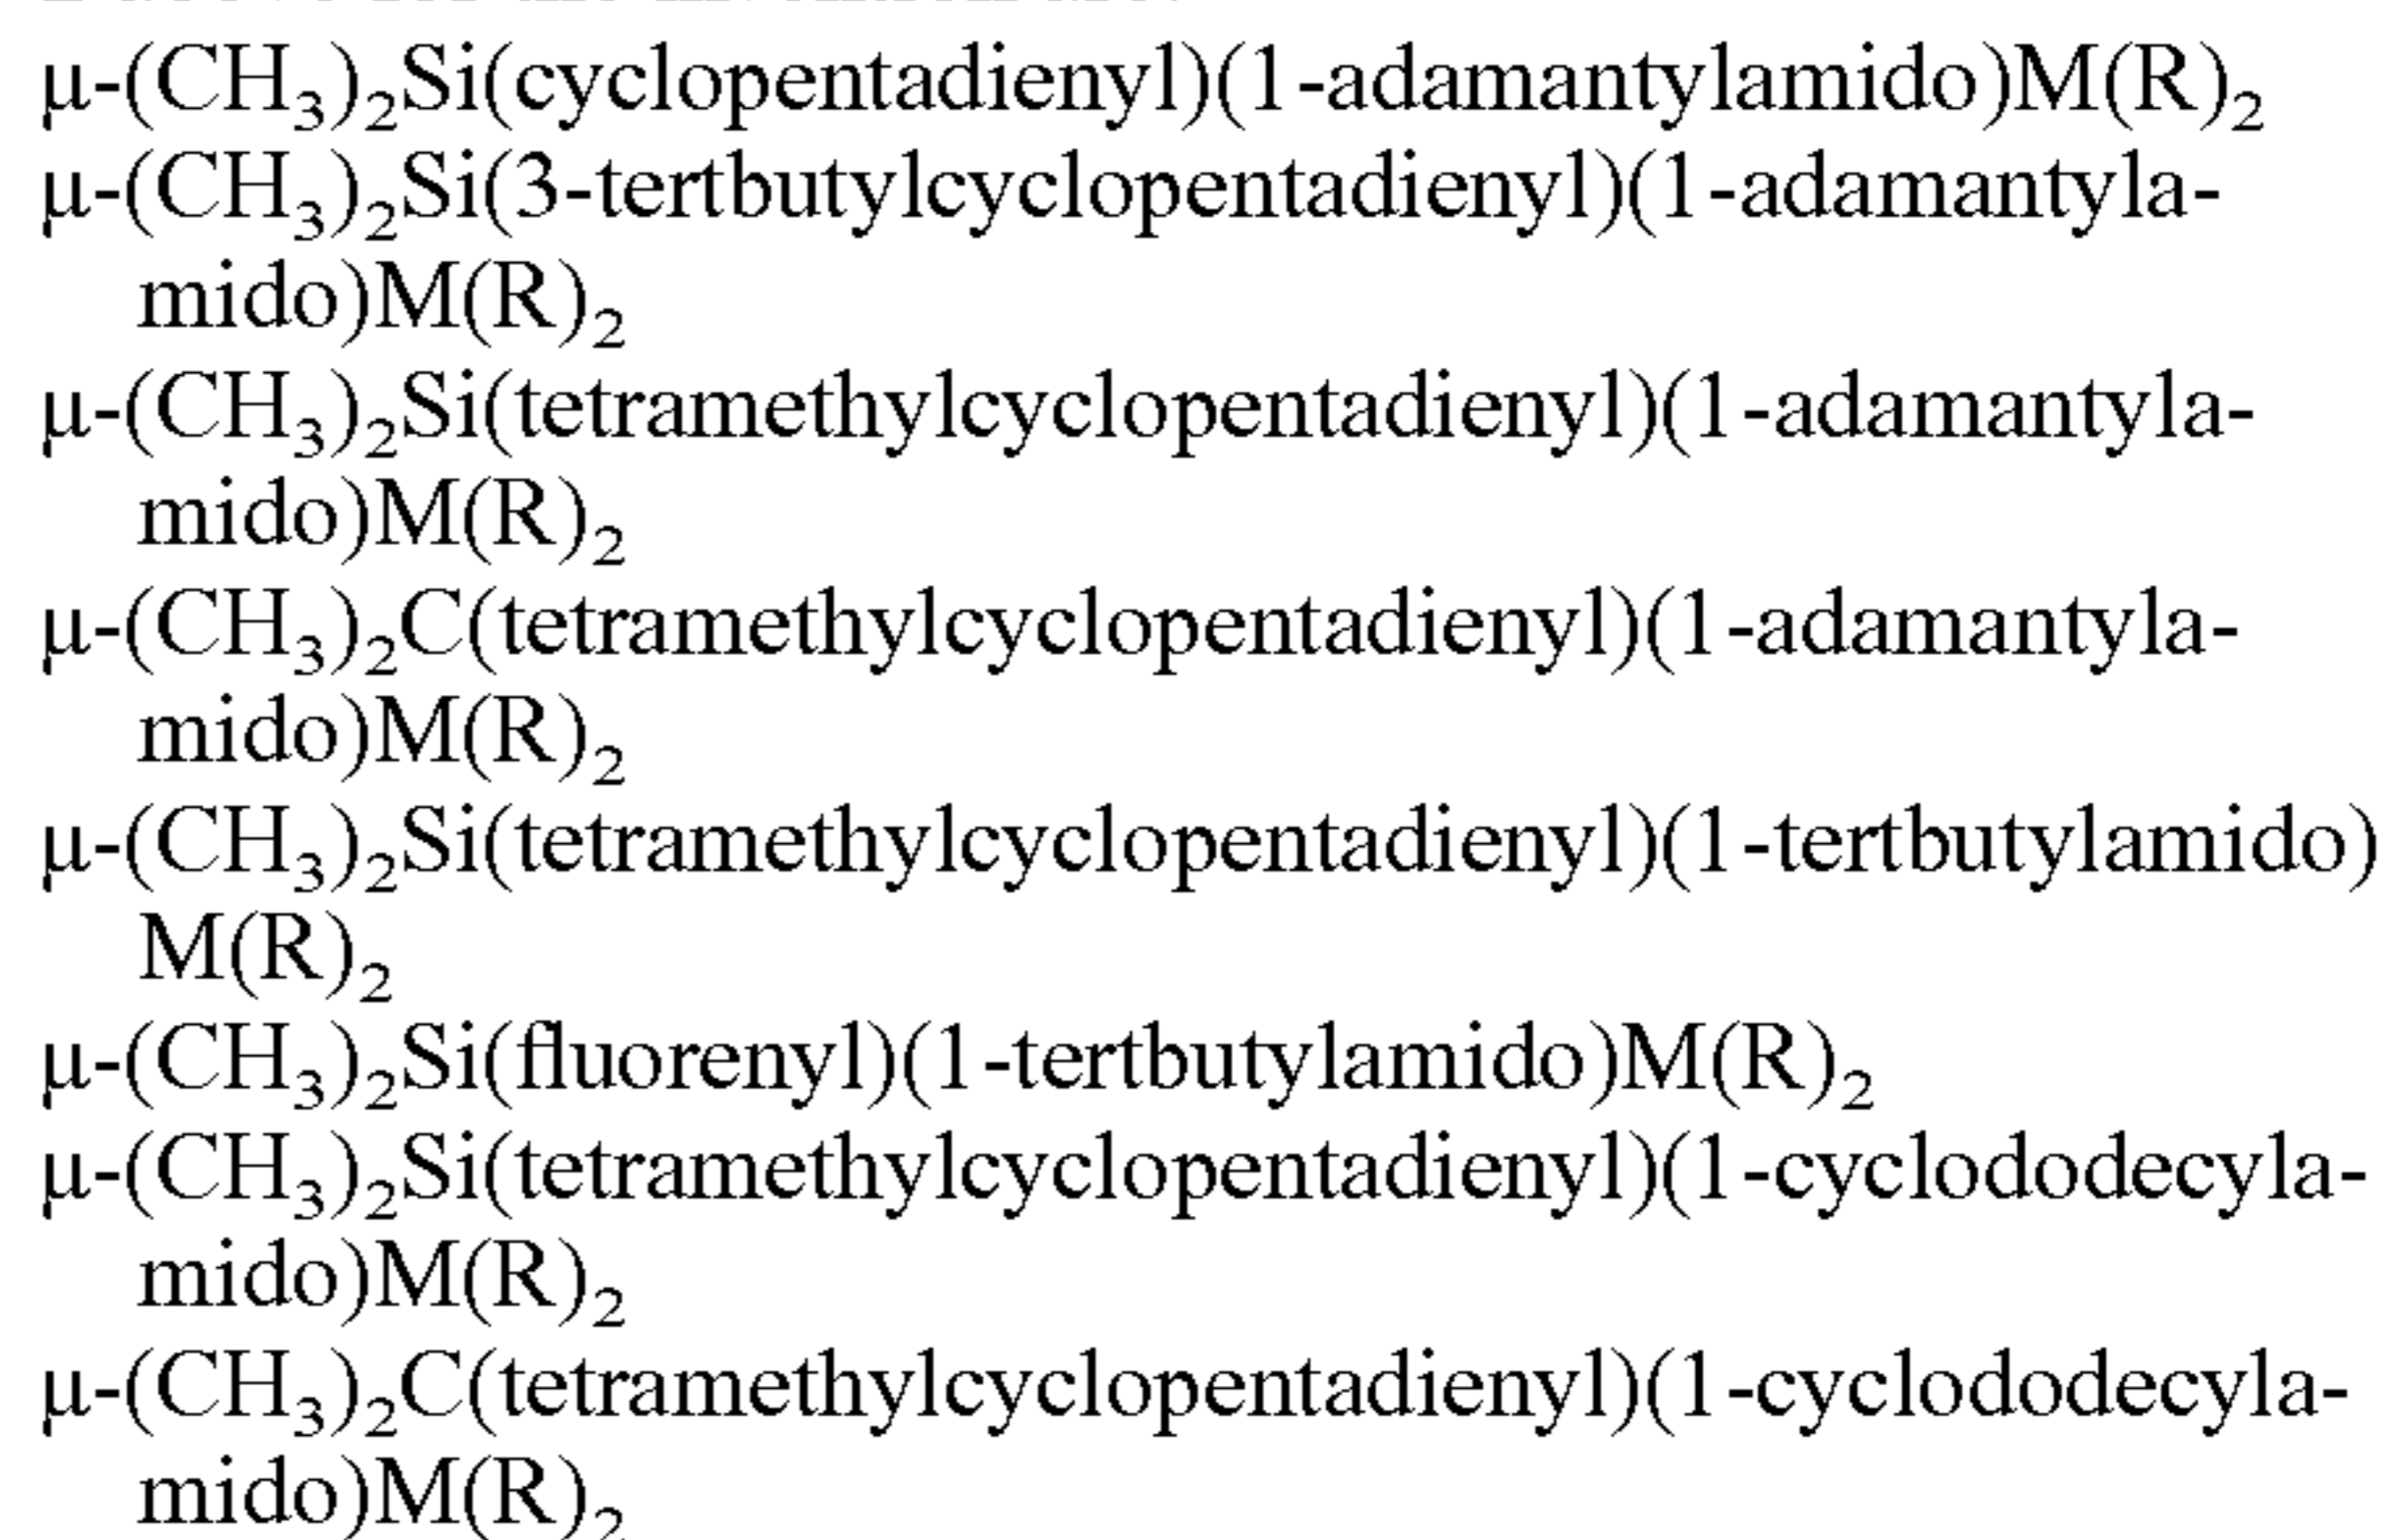 μ-(CH₃)₂Si(cyclopentadienyl)(1-adamantylamido)M(R)₂
μ-(CH₃)₂Si(3-tertbutylcyclopentadienyl)(1-adamantyla-
mido)M(R)₂
μ-(CH₃)₂Si(tetramethylcyclopentadienyl)(1-adamantyla-
mido)M(R)₂
μ-(CH₃)₂C(tetramethylcyclopentadienyl)(1-adamantyla-
mido)M(R)₂
μ-(CH₃)₂Si(tetramethylcyclopentadienyl)(1-tertbutylamido)
M(R)₂
μ-(CH₃)₂Si(fluorenyl)(1-tertbutylamido)M(R)₂
μ-(CH₃)₂Si(tetramethylcyclopentadienyl)(1-cyclododecyla-
mido)M(R)₂
μ-(CH₃)₂C(tetramethylcyclopentadienyl)(1-cyclododecyla-
mido)M(R)₂